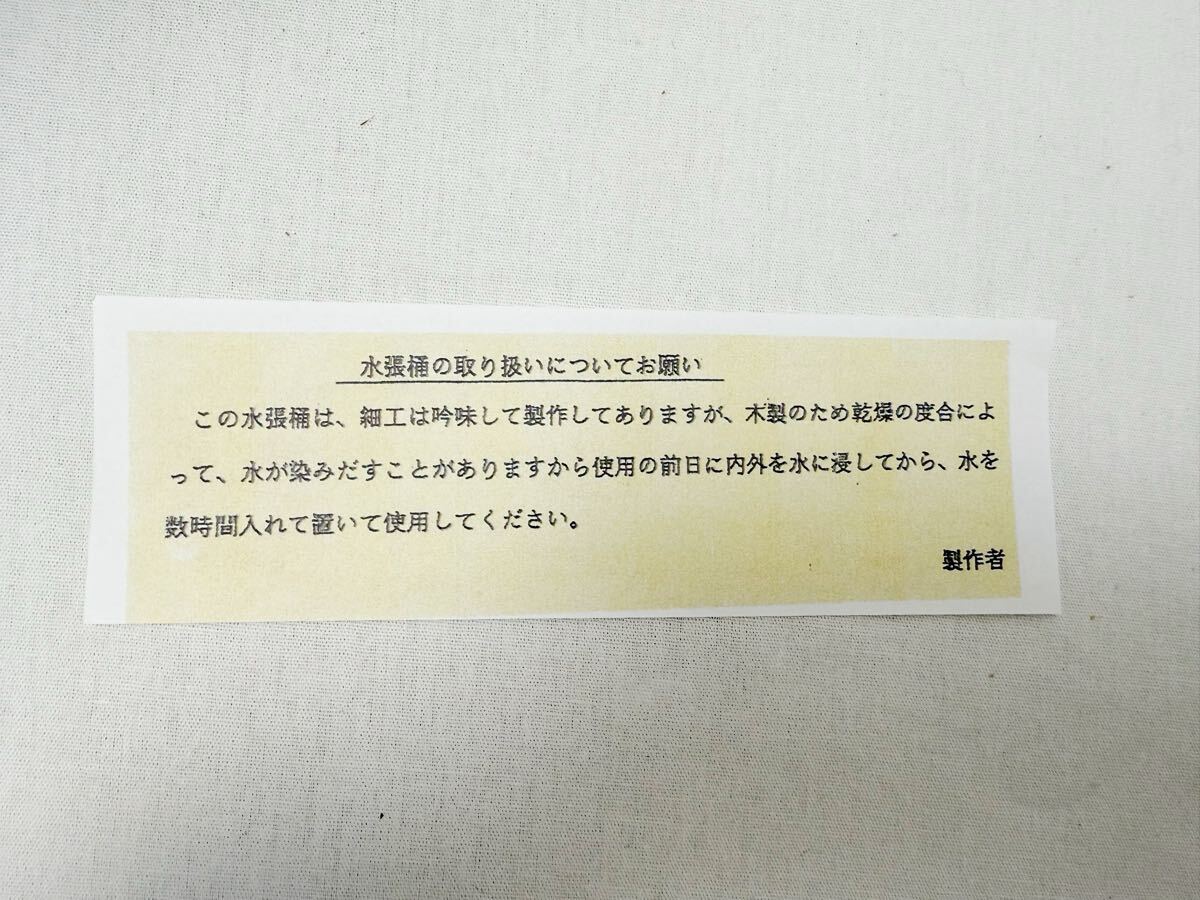 水張桶の取り扱いについてお願い
この水張桶は、細工は吟味して製作してありますが、木製のため乾燥の度合によ
って、水が染みだすことがありますから使用の前日に内外を水に浸してから、水を
数時間入れて置いて使用してください。
製作者